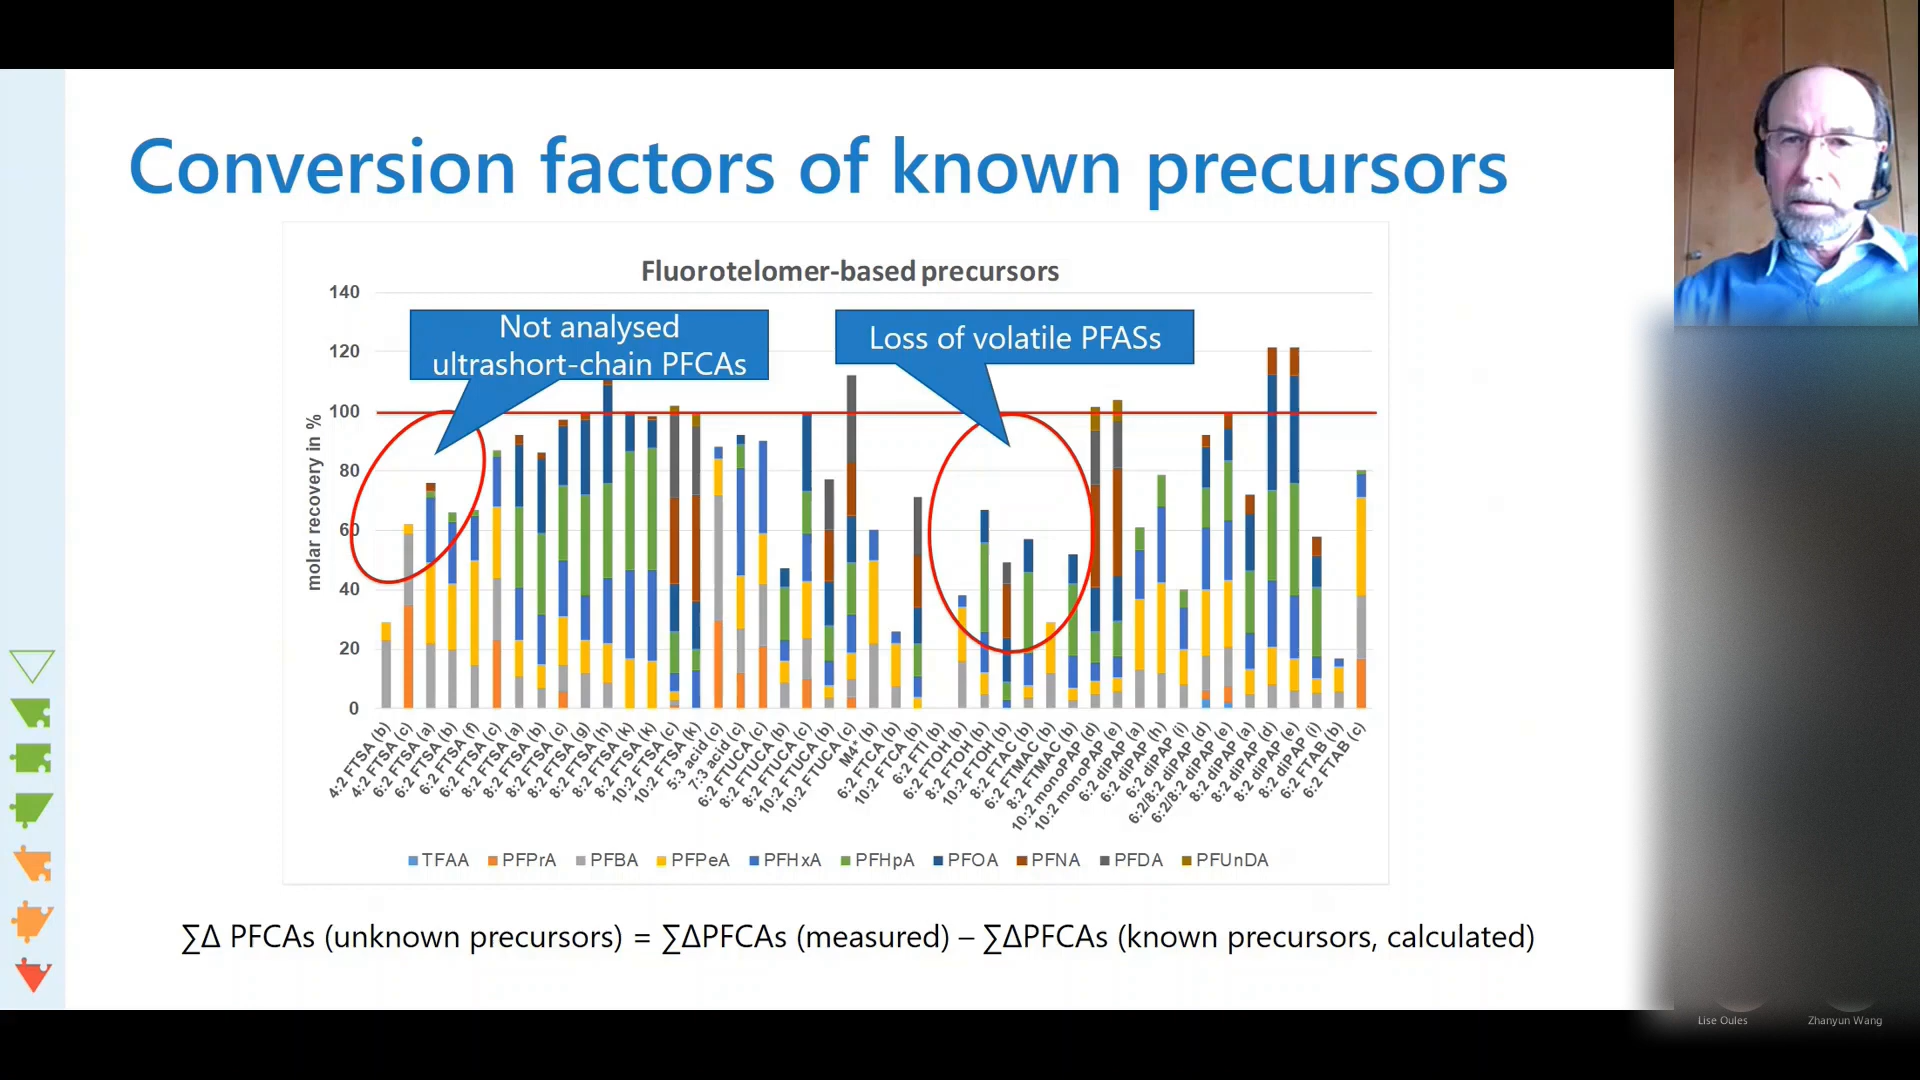 Conversion factors of known precursors
Fluorotelomer-based precursors
Not analysed
ultrashort-chain PFCAs
Loss of volatile PFASs
molar recovery in %
140
120
100
80
60
40
20
0
4:2 FTSA (b)
4:2 FTSA (c)
6:2 FTSA (a)
6:2 FTSA (b)
6:2 FTSA (f)
6:2 FTSA (c)
8:2 FTSA (a)
8:2 FTSA (b)
8:2 FTSA (c)
8:2 FTSA (g)
8:2 FTSA (h)
8:2 FTSA (k)
8:2 FTSA (k)
10:2 FTSA (c)
10:2 FTSA (k)
5:3 acid (c)
7:3 acid (c)
6:2 FTUCA (c)
8:2 FTUCA (b)
8:2 FTUCA (c)
10:2 FTUCA (b)
10:2 FTUCA (c)
M4* (b)
6:2 FTCA (b)
10:2 FTCA (b)
6:2 FTI (b)
6:2 FTOH (b)
8:2 FTOH (b)
10:2 FTOH (b)
8:2 FTAC (b)
6:2 FTMAC (b)
8:2 FTMAC (b)
10:2 monoPAP (d)
10:2 monoPAP (e)
6:2 diPAP (a)
6:2 diPAP (h)
6:2 diPAP (i)
6:2/8:2 diPAP (d)
6:2/8:2 diPAP (e)
8:2 diPAP (a)
8:2 diPAP (d)
8:2 diPAP (e)
8:2 diPAP (i)
6:2 FTAB (b)
6:2 FTAB (c)
TFAA PFPrA PFBA PFPeA PFHxA PFHpA PFOA PFNA PFDA PFUnDA
∑Δ PFCAs (unknown precursors) = ∑ΔPFCAs (measured) – ∑ΔPFCAs (known precursors, calculated)
Lise Oules
Zhanyun Wang